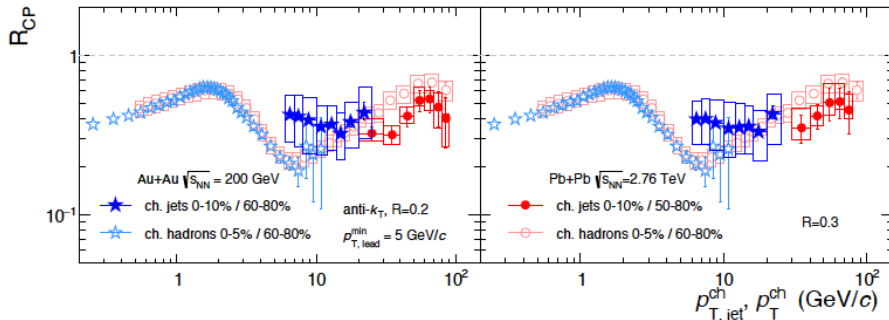 R_CP
1
10^-1
Au+Au √s_NN = 200 GeV
ch. jets 0-10% / 60-80%
ch. hadrons 0-5% / 60-80%
anti-k_T, R=0.2
p_T, lead^min = 5 GeV/c
Pb+Pb √s_NN=2.76 TeV
ch. jets 0-10% / 50-80%
ch. hadrons 0-5% / 60-80%
R=0.3
1 10 10^2 1 10 10^2
p_T, jet^ch, p_T^ch (GeV/c)